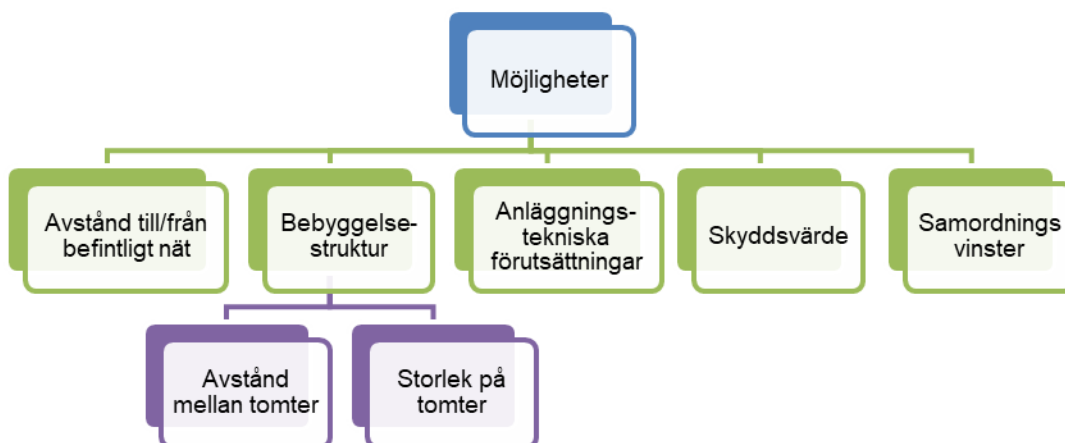 Möjligheter
Avstånd till/från
befintligt nät
Bebyggelse-
struktur
Anläggnings-
tekniska
förutsättningar
Skyddsvärde
Samordnings
vinster
Avstånd
mellan tomter
Storlek på
tomter